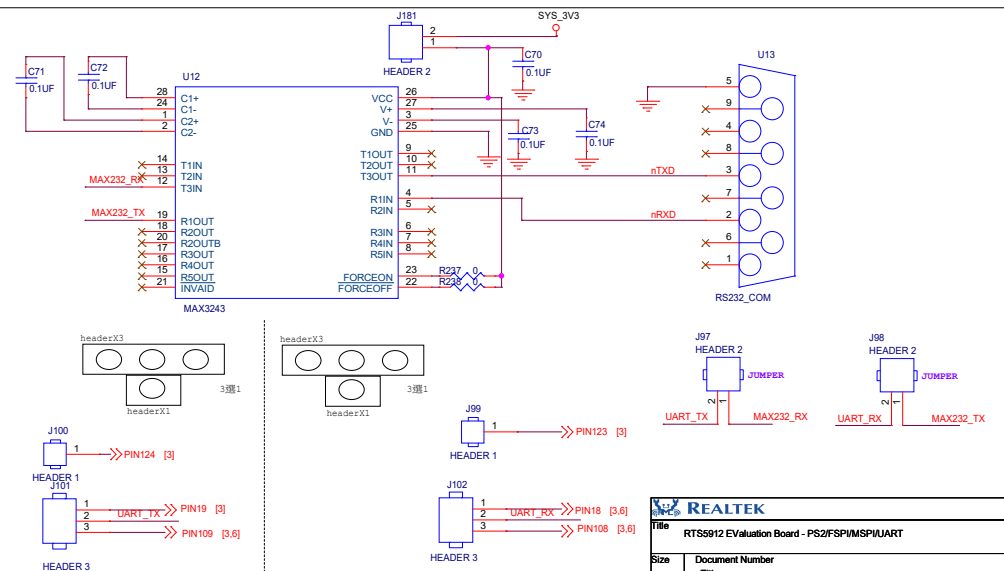 J181
SYS_3V3
2
1
HEADER 2
C70
0.1UF
C71
0.1UF
C72
0.1UF
U12
U13
28 C1+
24 C1-
1 C2+
2 C2-
VCC 26
V+ 27
V- 3
GND 25
C73
0.1UF
C74
0.1UF
14 T1IN
13 T2IN
MAX232_RX 12 T3IN
T1OUT 9
T2OUT 10
T3OUT 11
nTXD
R1IN 4
R2IN 5
nRXD
MAX232_TX 19 R1OUT
18 R2OUT
20 R2OUTB
17 R3OUT
16 R4OUT
15 R5OUT
21 INVAID
R3IN 6
R4IN 7
R5IN 8
FORCEON 23
FORCEOFF 22
R237 0
R238 0
MAX3243
5
9
4
8
3
7
2
6
1
RS232_COM
headerX3
3選1
headerX1
headerX3
3選1
headerX1
J97
HEADER 2
JUMPER
2
1
UART_TX
MAX232_RX
J98
HEADER 2
JUMPER
2
1
UART_RX
MAX232_TX
J100
1
PIN124 [3]
HEADER 1
J101
1
PIN19 [3]
2
UART_TX
3
PIN109 [3,6]
HEADER 3
J99
1
PIN123 [3]
HEADER 1
J102
1
PIN18 [3,6]
2
UART_RX
3
PIN108 [3,6]
HEADER 3
REALTEK
Title
RTS5912 EValuation Board - PS2/FSPI/MSPI/UART
Size
Document Number